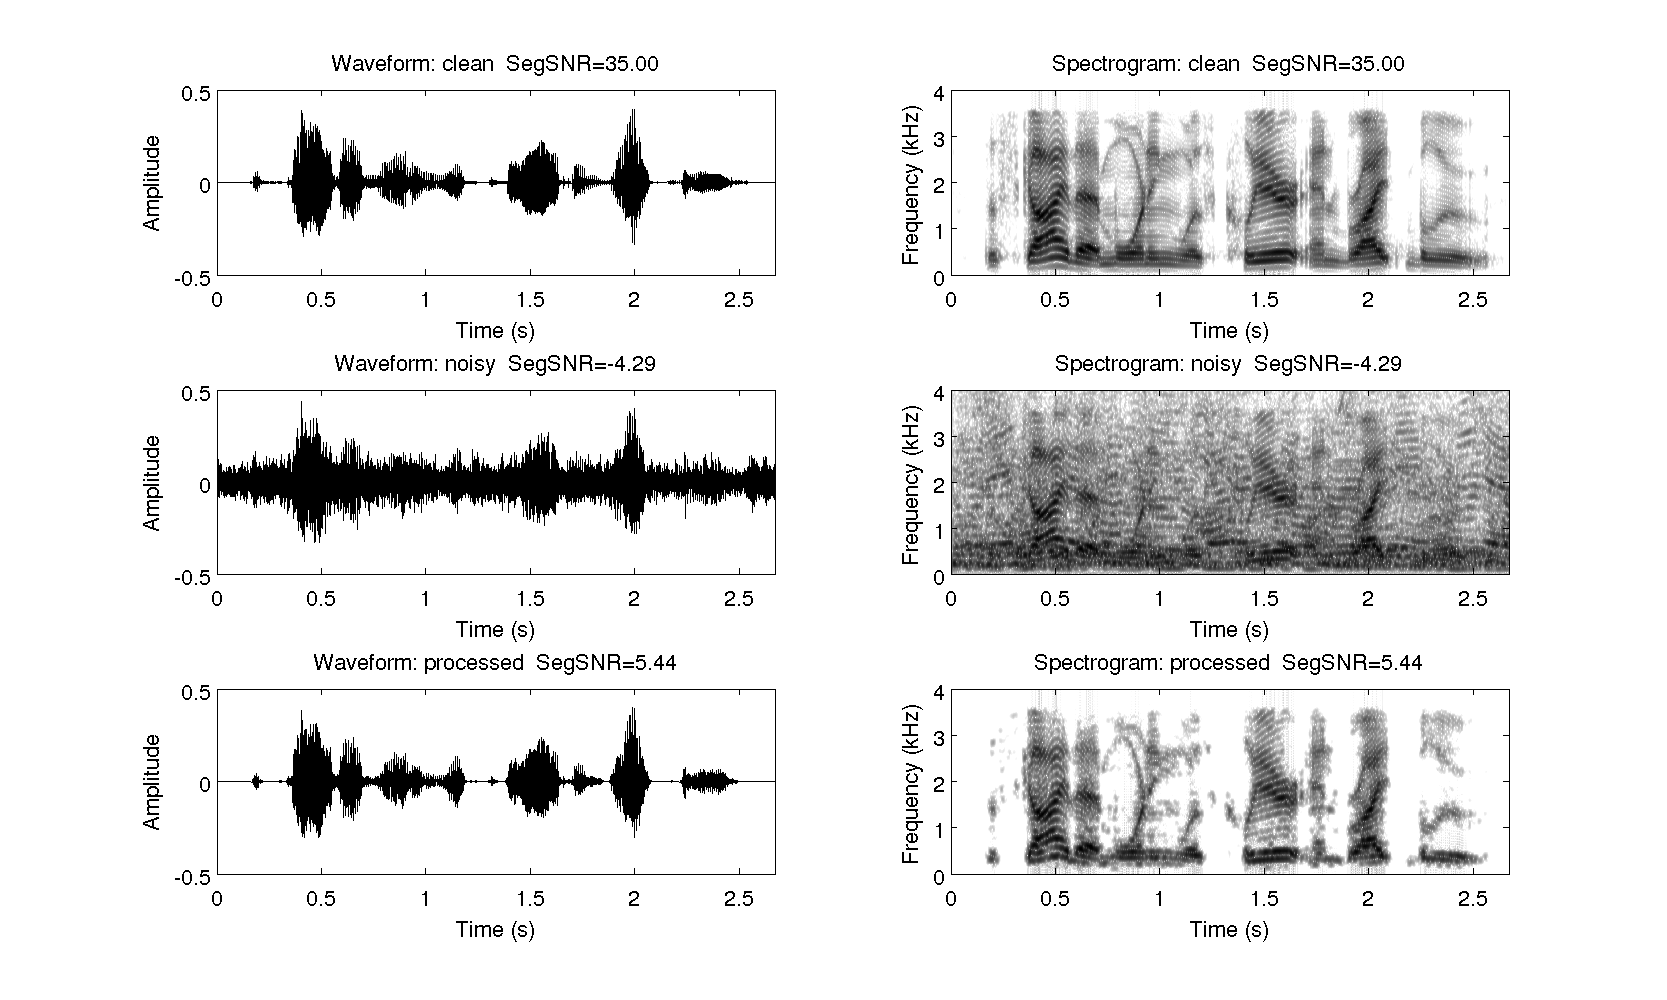 Waveform: clean  SegSNR=35.00
Amplitude
0.5
0
-0.5
0 0.5 1 1.5 2 2.5
Time (s)
Spectrogram: clean  SegSNR=35.00
Frequency (kHz)
4
3
2
1
0
0 0.5 1 1.5 2 2.5
Time (s)
Waveform: noisy  SegSNR=-4.29
Amplitude
0.5
0
-0.5
0 0.5 1 1.5 2 2.5
Time (s)
Spectrogram: noisy  SegSNR=-4.29
Frequency (kHz)
4
3
2
1
0
0 0.5 1 1.5 2 2.5
Time (s)
Waveform: processed  SegSNR=5.44
Amplitude
0.5
0
-0.5
0 0.5 1 1.5 2 2.5
Time (s)
Spectrogram: processed  SegSNR=5.44
Frequency (kHz)
4
3
2
1
0
0 0.5 1 1.5 2 2.5
Time (s)